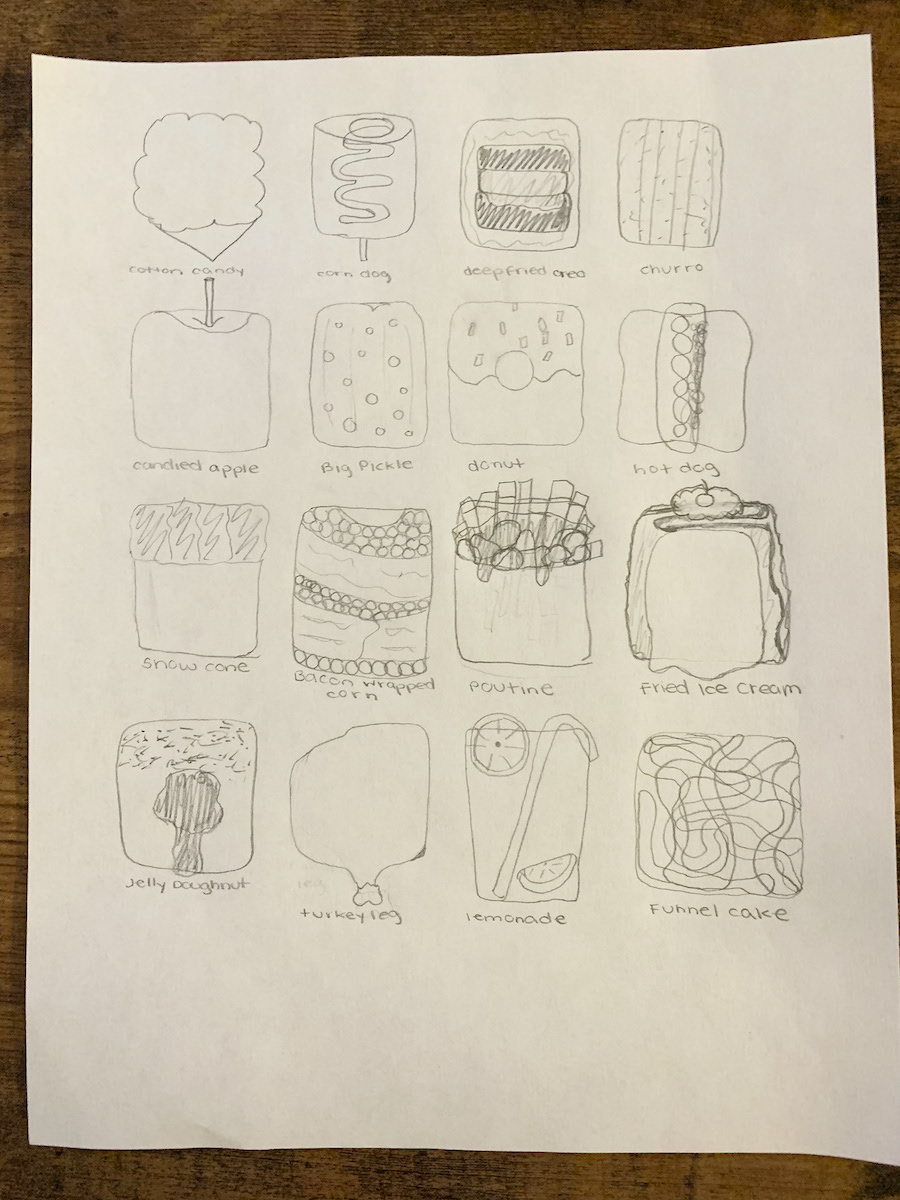 cotton candy
corn dog
deepfried oreo
churro
candied apple
Big Pickle
donut
hot dog
Snow cone
Bacon wrapped
corn
Poutine
Fried Ice Cream
Jelly Doughnut
leg
turkey leg
lemonade
Funnel cake